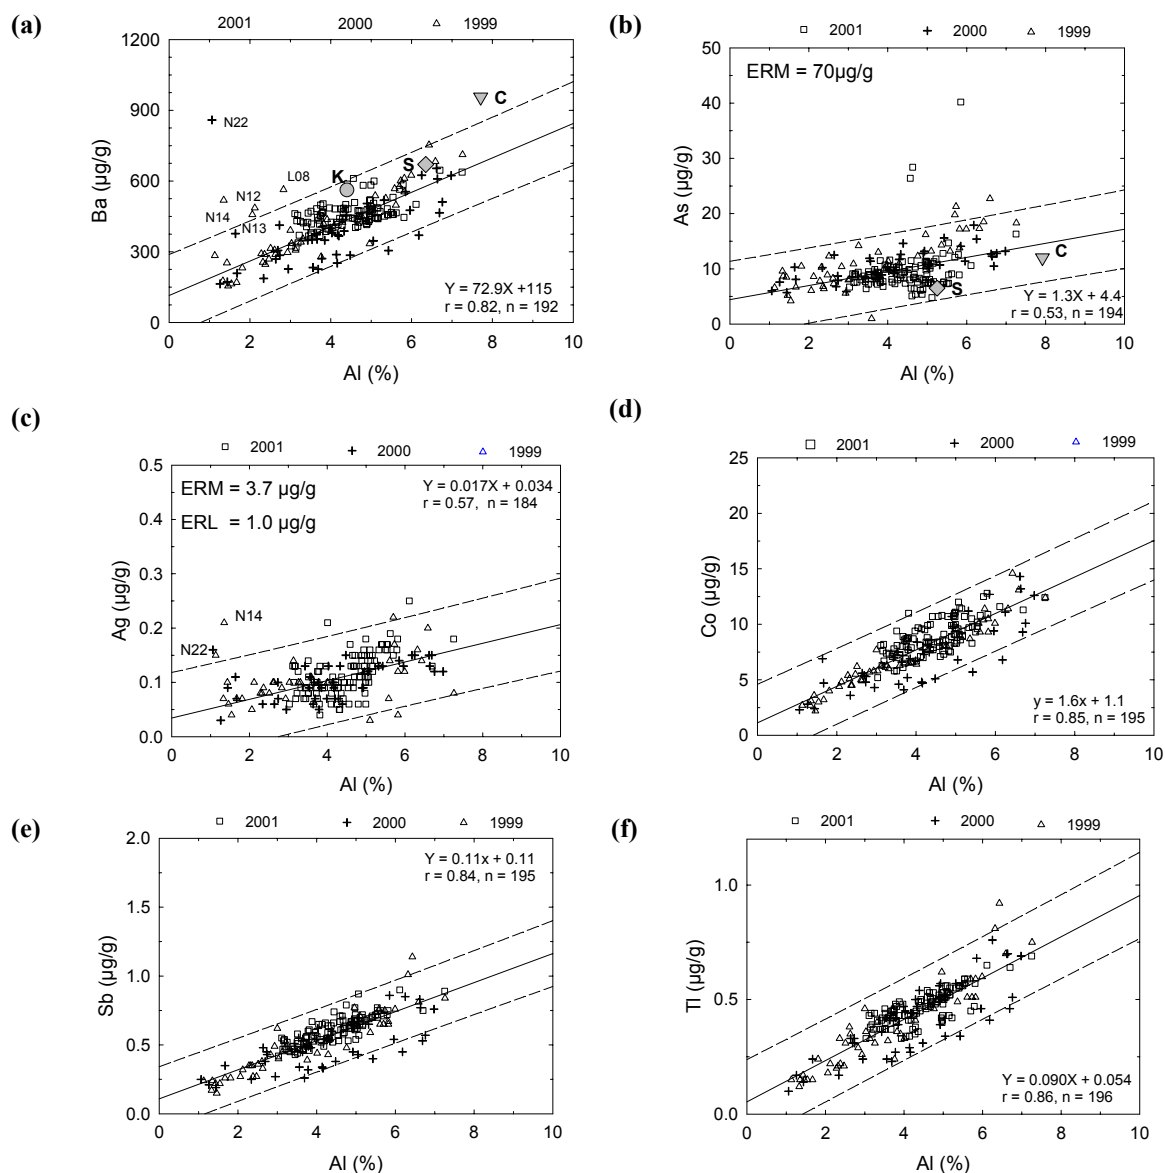 (a)
2001 2000 1999
1200
900
600
300
0
Ba (µg/g)
N22
N12
L08
N14
N13
K
S
C
Y = 72.9X +115
r = 0.82, n = 192
0 2 4 6 8 10
Al (%)
(b)
2001 2000 1999
50
40
30
20
10
0
As (µg/g)
ERM = 70µg/g
C
S
Y = 1.3X + 4.4
r = 0.53, n = 194
0 2 4 6 8 10
Al (%)
(c)
2001 2000 1999
0.5
0.4
0.3
0.2
0.1
0.0
Ag (µg/g)
ERM = 3.7 µg/g
ERL = 1.0 µg/g
Y = 0.017X + 0.034
r = 0.57, n = 184
N14
N22
0 2 4 6 8 10
Al (%)
(d)
2001 2000 1999
25
20
15
10
5
0
Co (µg/g)
y = 1.6x + 1.1
r = 0.85, n = 195
0 2 4 6 8 10
Al (%)
(e)
2001 2000 1999
2.0
1.5
1.0
0.5
0.0
Sb (µg/g)
Y = 0.11x + 0.11
r = 0.84, n = 195
0 2 4 6 8 10
Al (%)
(f)
2001 2000 1999
1.0
0.5
0.0
Tl (µg/g)
Y = 0.090X + 0.054
r = 0.86, n = 196
0 2 4 6 8 10
Al (%)